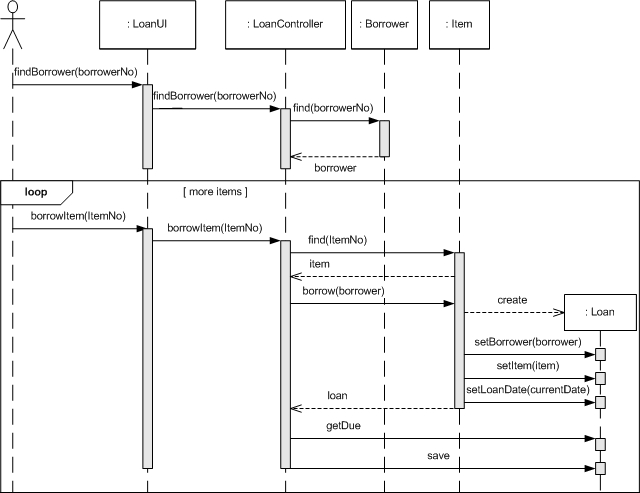 : LoanUI
: LoanController
: Borrower
: Item
findBorrower(borrowerNo)
findBorrower(borrowerNo)
find(borrowerNo)
borrower
loop
[ more items ]
borrowItem(ItemNo)
borrowItem(ItemNo)
find(ItemNo)
item
borrow(borrower)
create
: Loan
setBorrower(borrower)
setItem(item)
setLoanDate(currentDate)
loan
getDue
save